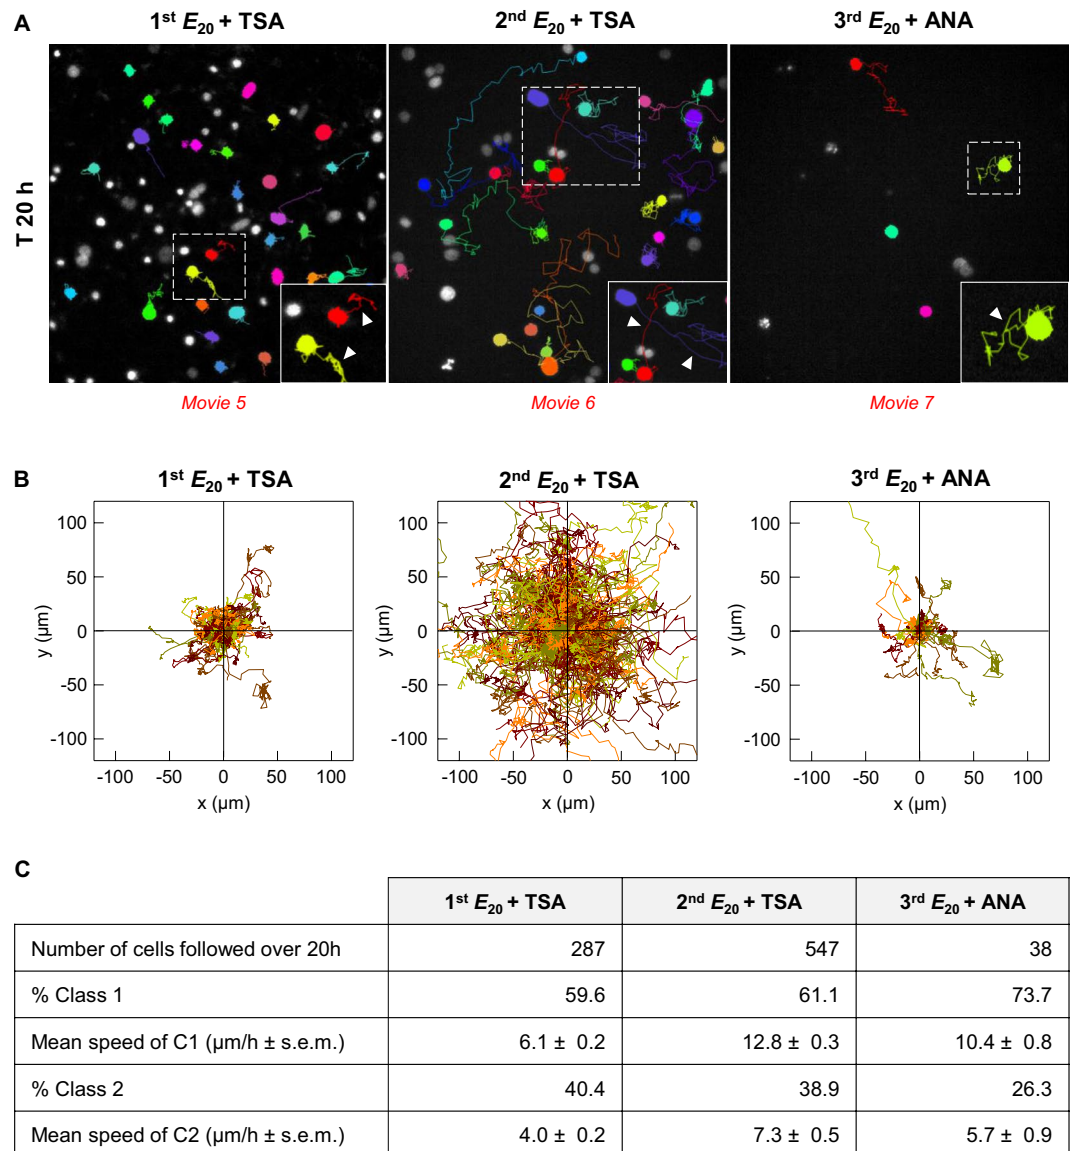 A
1st E20 + TSA
2nd E20 + TSA
3rd E20 + ANA
T 20 h
Movie 5
Movie 6
Movie 7
B
1st E20 + TSA
2nd E20 + TSA
3rd E20 + ANA
100
50
0
-50
-100
y (µm)
-100 -50 0 50 100
x (µm)
100
50
0
-50
-100
y (µm)
-100 -50 0 50 100
x (µm)
100
50
0
-50
-100
y (µm)
-100 -50 0 50 100
x (µm)
C
1st E20 + TSA 2nd E20 + TSA 3rd E20 + ANA
Number of cells followed over 20h 287 547 38
% Class 1 59.6 61.1 73.7
Mean speed of C1 (µm/h ± s.e.m.) 6.1 ± 0.2 12.8 ± 0.3 10.4 ± 0.8
% Class 2 40.4 38.9 26.3
Mean speed of C2 (µm/h ± s.e.m.) 4.0 ± 0.2 7.3 ± 0.5 5.7 ± 0.9